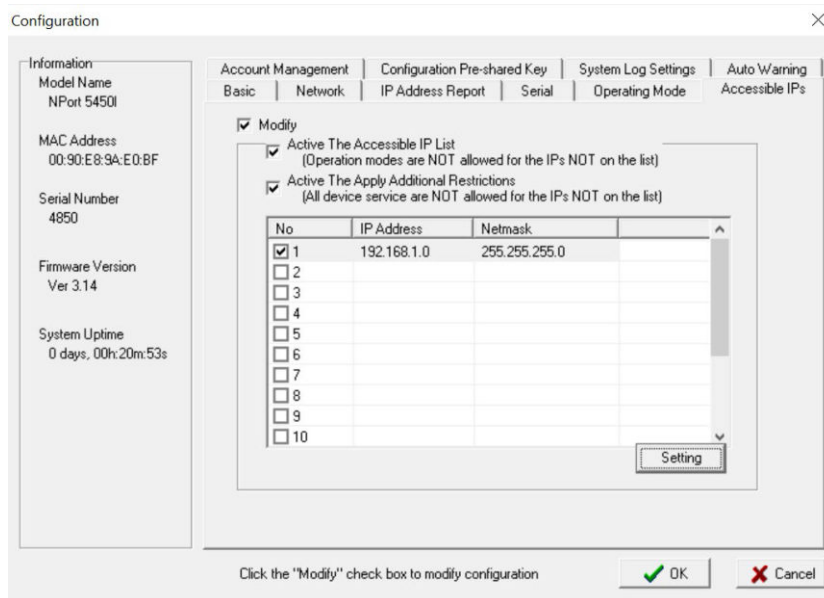 Configuration
Information
Model Name
NPort 5450I
MAC Address
00:90:E8:9A:E0:BF
Serial Number
4850
Firmware Version
Ver 3.14
System Uptime
0 days, 00h:20m:53s
Account Management Configuration Pre-shared Key System Log Settings Auto Warning
Basic Network IP Address Report Serial Operating Mode Accessible IPs
Modify
Active The Accessible IP List
(Operation modes are NOT allowed for the IPs NOT on the list)
Active The Apply Additional Restrictions
(All device service are NOT allowed for the IPs NOT on the list)
No IP Address Netmask
1 192.168.1.0 255.255.255.0
2
3
4
5
6
7
8
9
10
Setting
Click the "Modify" check box to modify configuration
OK Cancel